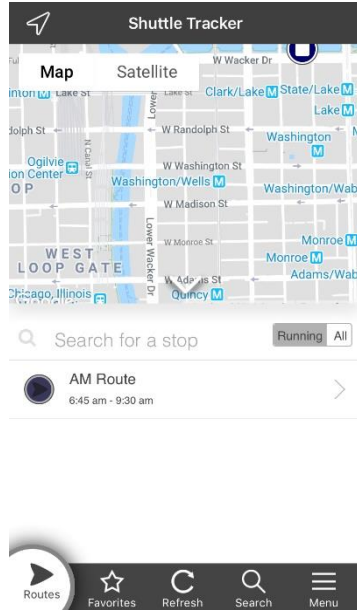 Shuttle Tracker
Map
Satellite
W Wacker Dr
Lake St
Lake St
Clark/Lake M
State/Lake M
Lake M
Lower
W Randolph St
Washington
M
N Canal St
Ogilvie
W Washington St
Washington/Wells M
Washington/Wab
W Madison St
Lower Wacker Dr
W Monroe St
Monroe M
WEST
LOOP GATE
Monroe M
W Adams St
Adams/Wab
Chicago, Illinois
Quincy M
Search for a stop
Running
All
AM Route
6:45 am - 9:30 am
Routes
Favorites
Refresh
Search
Menu